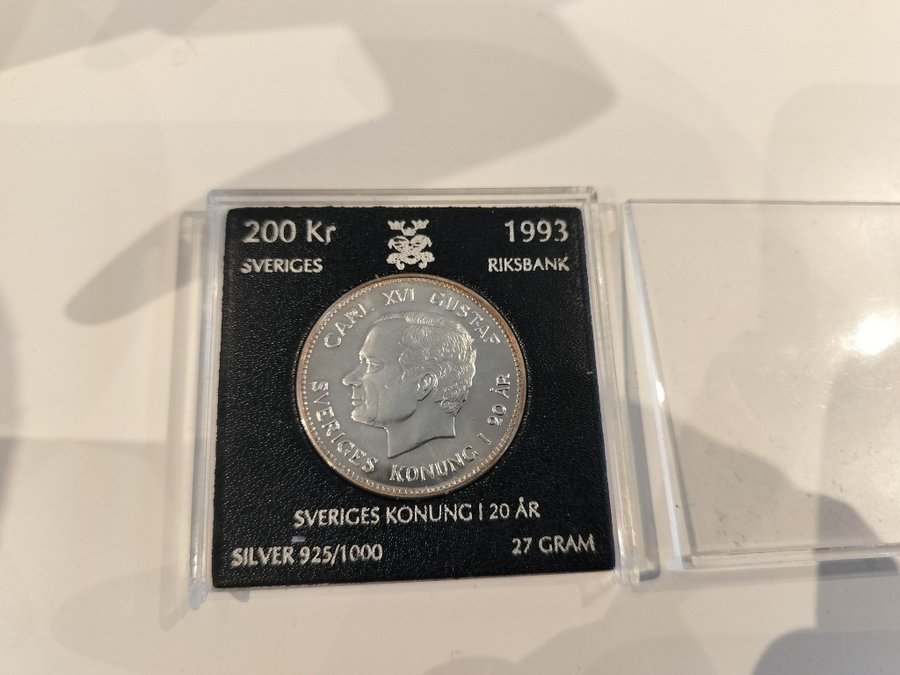 200 Kr
1993
SVERIGES
RIKSBANK
CARL XVI GUSTAF
SVERIGES KONUNG I 20 ÅR
SVERIGES KONUNG I 20 ÅR
SILVER 925/1000
27 GRAM